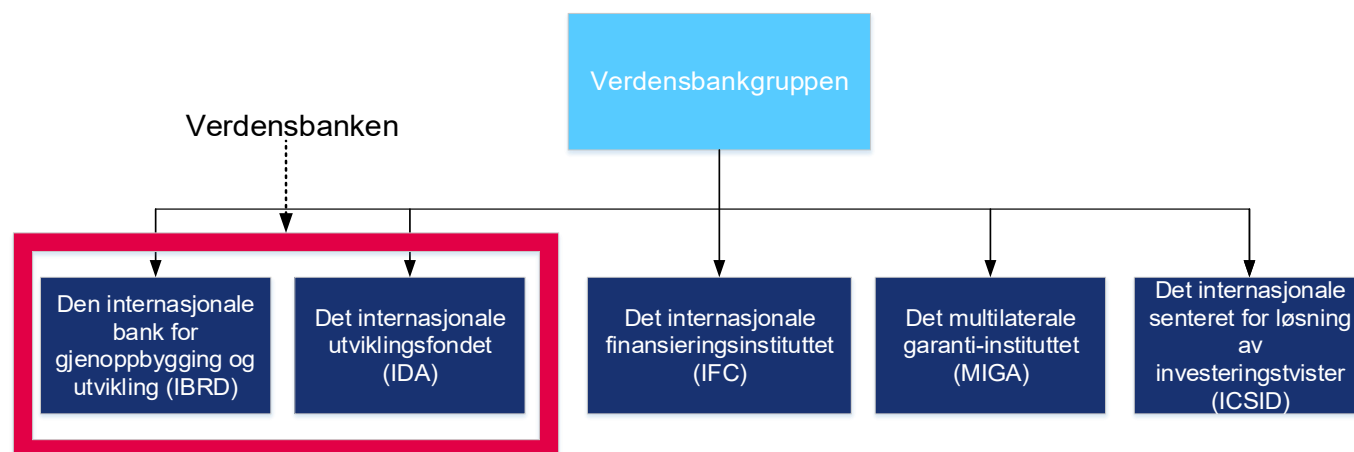 Verdensbankgruppen
Verdensbanken
Den internasjonale
bank for
gjenoppbygging og
utvikling (IBRD)
Det internasjonale
utviklingsfondet
(IDA)
Det internasjonale
finansieringsinstituttet
(IFC)
Det multilaterale
garanti-instituttet
(MIGA)
Det internasjonale
senteret for løsning
av
investeringstvister
(ICSID)